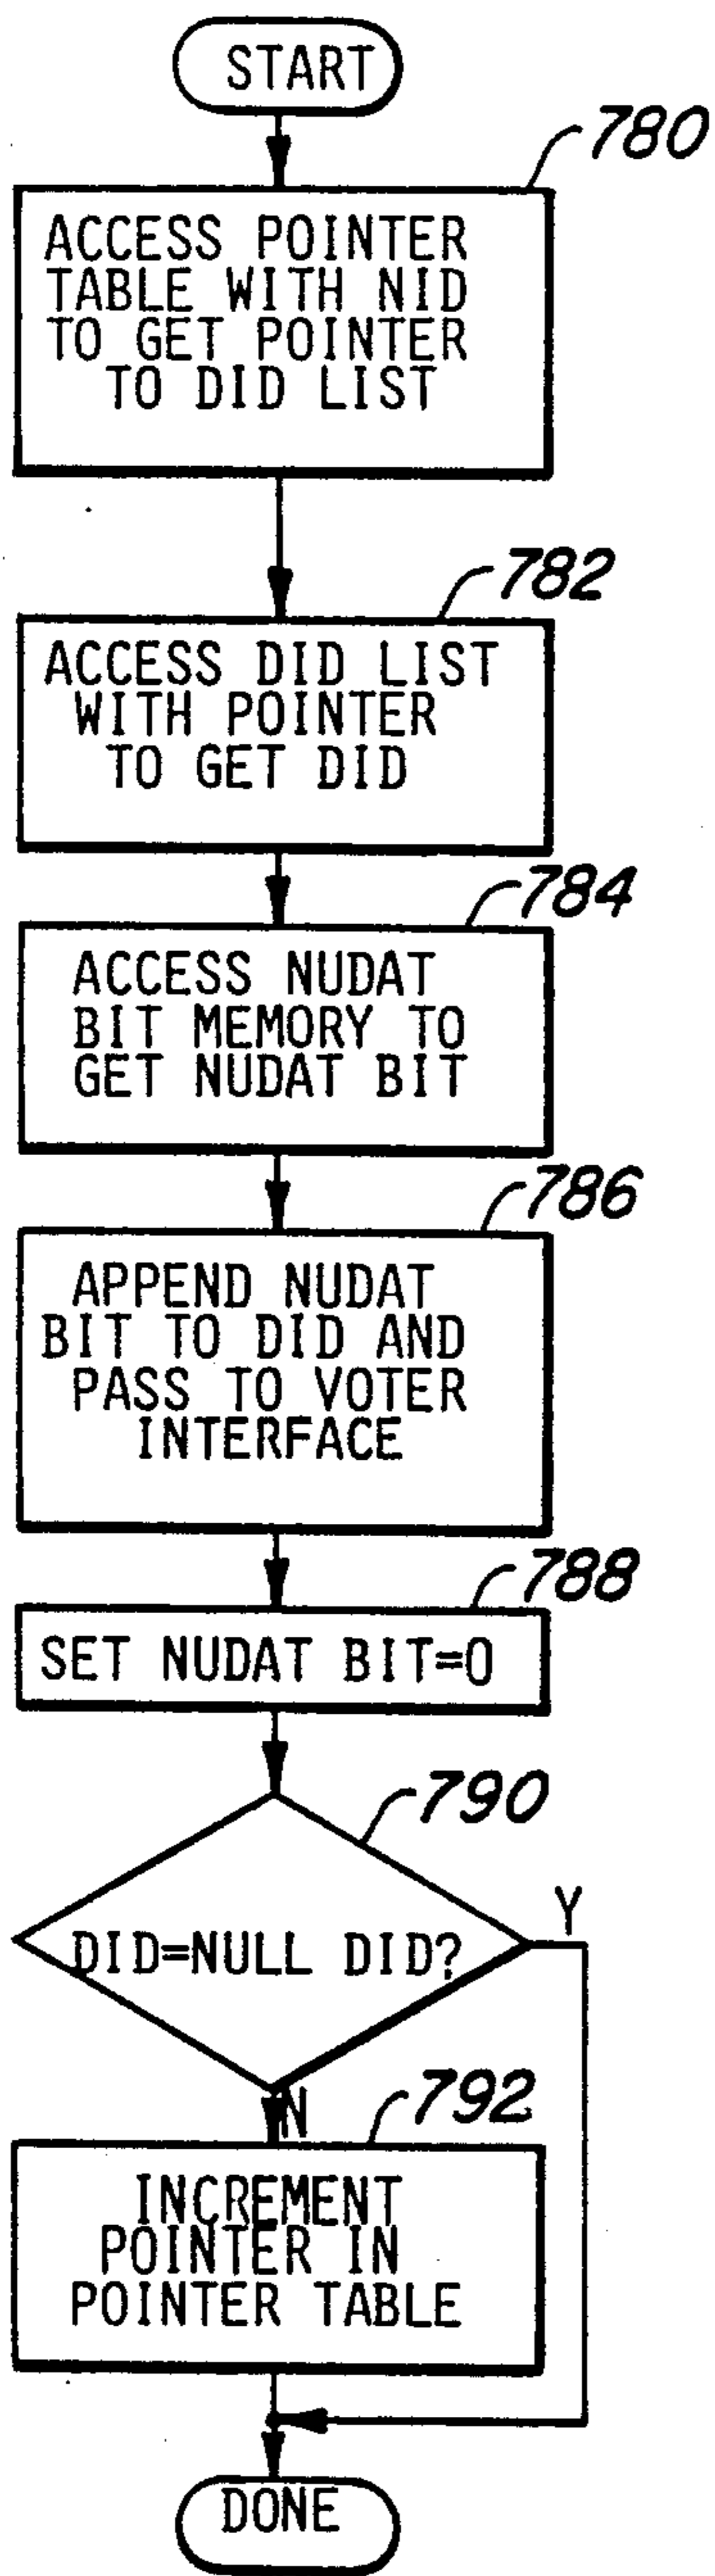 START
780
ACCESS POINTER
TABLE WITH NID
TO GET POINTER
TO DID LIST
782
ACCESS DID LIST
WITH POINTER
TO GET DID
784
ACCESS NUDAT
BIT MEMORY TO
GET NUDAT BIT
786
APPEND NUDAT
BIT TO DID AND
PASS TO VOTER
INTERFACE
788
SET NUDAT BIT=0
790
Y
DID=NULL DID?
N
792
INCREMENT
POINTER IN
POINTER TABLE
DONE